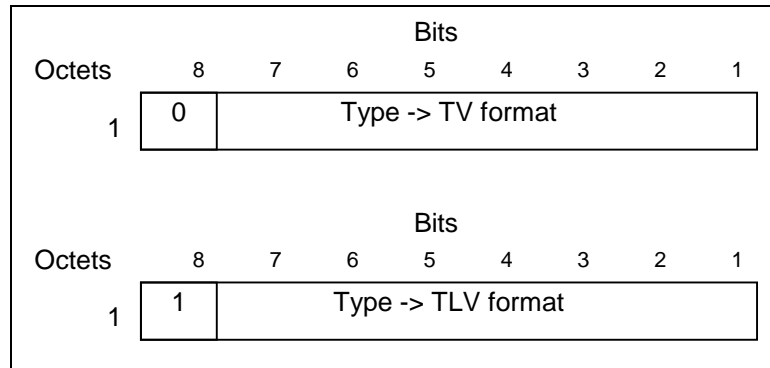 Bits
Octets 8 7 6 5 4 3 2 1
1 0 Type -> TV format
Bits
Octets 8 7 6 5 4 3 2 1
1 1 Type -> TLV format